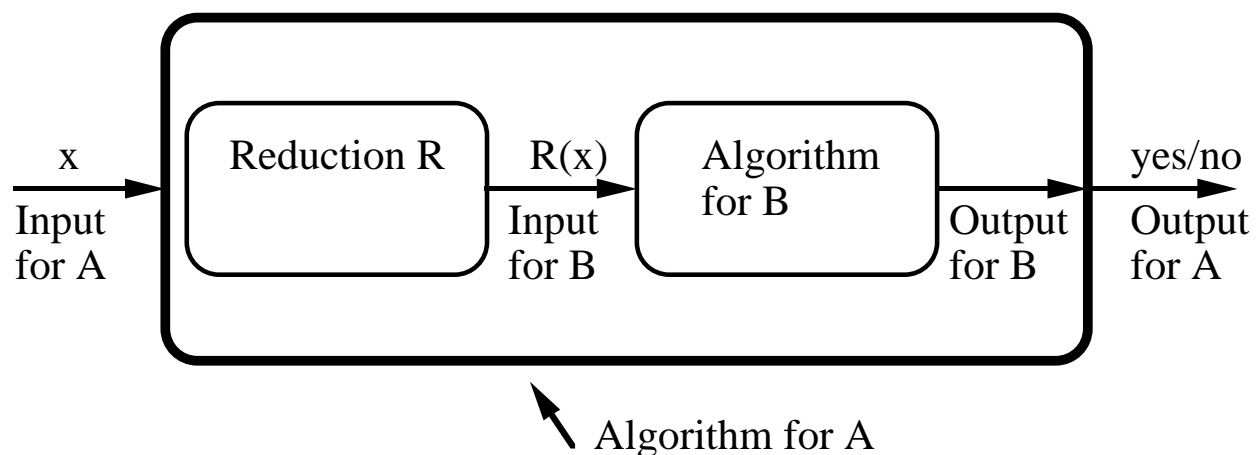 x
Input
for A
Reduction R
R(x)
Input
for B
Algorithm
for B
Output
for B
yes/no
Output
for A
Algorithm for A